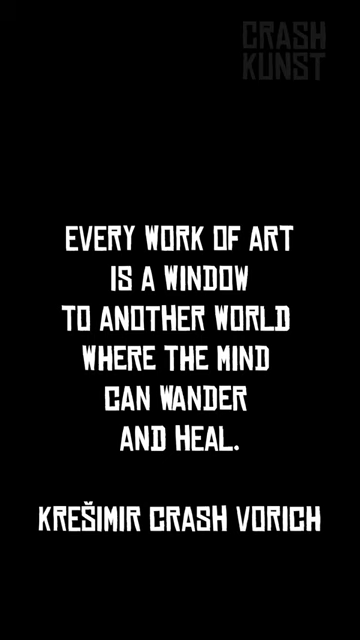 CRASH
KUNST
EVERY WORK OF ART
IS A WINDOW
TO ANOTHER WORLD
WHERE THE MIND
CAN WANDER
AND HEAL.
KREŠIMIR CRASH VORICH